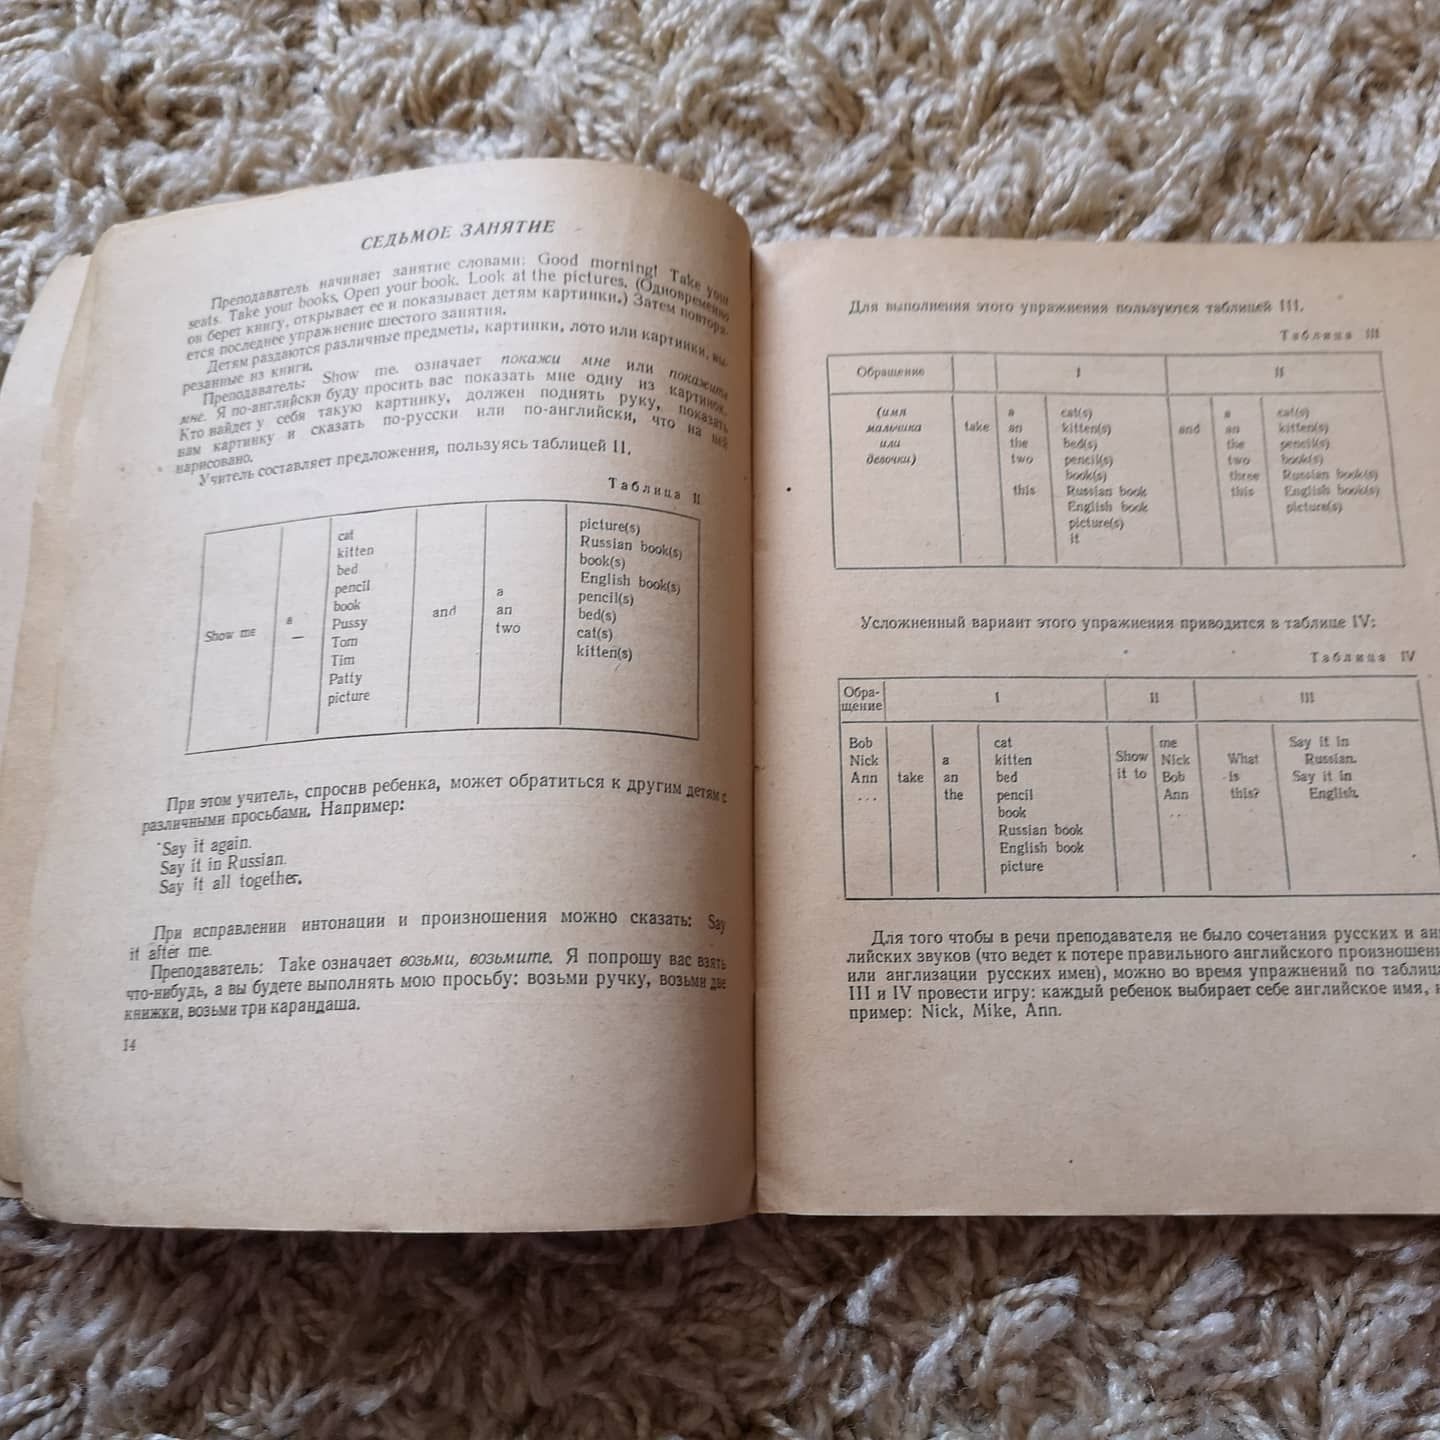 СЕДЬМОЕ ЗАНЯТИЕ
Преподаватель начинает занятие словами: Good morning! Take your
seats. Take your books. Open your book. Look at the pictures. (Одновременно
он берет книгу, открывает ее и показывает детям картинки.) Затем повторя-
ется последнее упражнение шестого занятия.
Детям раздаются различные предметы, картинки, лото или картинки, вы-
резанные из книги.
Преподаватель: Show me. означает покажи мне или покажите
мне. Я по-английски буду просить вас показать мне одну из картинок.
Кто найдет у себя такую картинку, должен поднять руку, показать
вам картинку и сказать по-русски или по-английски, что на ней
нарисовано.
Учитель составляет предложения, пользуясь таблицей II.
Таблица II
Show me
a
—
cat
kitten
bed
pencil
book
Pussy
Tom
Tim
Patty
picture
and
a
an
two
picture(s)
Russian book(s)
book(s)
English book(s)
pencil(s)
bed(s)
cat(s)
kitten(s)
При этом учитель, спросив ребенка, может обратиться к другим детям с
различными просьбами. Например:
Say it again.
Say it in Russian.
Say it all together.
При исправлении интонации и произношения можно сказать: Say
it after me.
Преподаватель: Take означает возьми, возьмите. Я попрошу вас взять
что-нибудь, а вы будете выполнять мою просьбу: возьми ручку, возьми две
книжки, возьми три карандаша.
14
Для выполнения этого упражнения пользуются таблицей III.
Таблица III
Обращение
I
II
(имя
мальчика
или
девочки)
take
a
an
the
two
this
cat(s)
kitten(s)
bed(s)
pencil(s)
book(s)
Russian book
English book
picture(s)
it
and
a
an
the
two
three
this
cat(s)
kitten(s)
pencil(s)
book(s)
Russian book(s)
English book(s)
picture(s)
Усложненный вариант этого упражнения приводится в таблице IV:
Таблица IV
Обра-
щение
I
II
III
Bob
Nick
Ann
...
take
a
an
the
cat
kitten
bed
pencil
book
Russian book
English book
picture
Show
it to
me
Nick
Bob
Ann
...
What
is
this?
Say it in
Russian.
Say it in
English.
Для того чтобы в речи преподавателя не было сочетания русских и анг
лийских звуков (что ведет к потере правильного английского произношени
или англизации русских имен), можно во время упражнений по таблица
III и IV провести игру: каждый ребенок выбирает себе английское имя, н
пример: Nick, Mike, Ann.